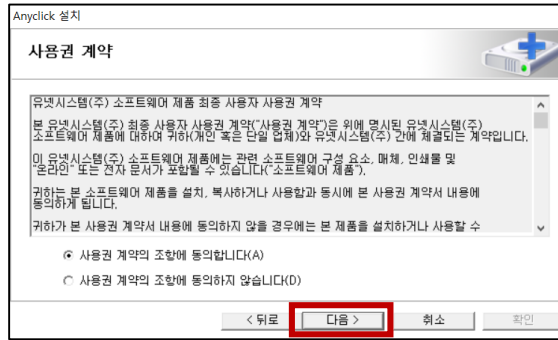 Anyclick 설치
사용권 계약
유넷시스템(주) 소프트웨어 제품 최종 사용자 사용권 계약
본 유넷시스템(주) 최종 사용자 사용권 계약("사용권 계약")은 위에 명시된 유넷시스템(주)
소프트웨어 제품에 대하여 귀하(개인 혹은 단일 업체)와 유넷시스템(주) 간에 체결되는 계약입니다.
이 유넷시스템(주) 소프트웨어 제품에는 관련 소프트웨어 구성 요소, 매체, 인쇄물 및
"온라인" 또는 전자 문서가 포함될 수 있습니다("소프트웨어 제품").
귀하는 본 소프트웨어 제품을 설치, 복사하거나 사용함과 동시에 본 사용권 계약서 내용에
동의하게 됩니다.
귀하가 본 사용권 계약서 내용에 동의하지 않을 경우에는 본 제품을 설치하거나 사용할 수
사용권 계약의 조항에 동의합니다(A)
사용권 계약의 조항에 동의하지 않습니다(D)
< 뒤로 다음 > 취소 확인